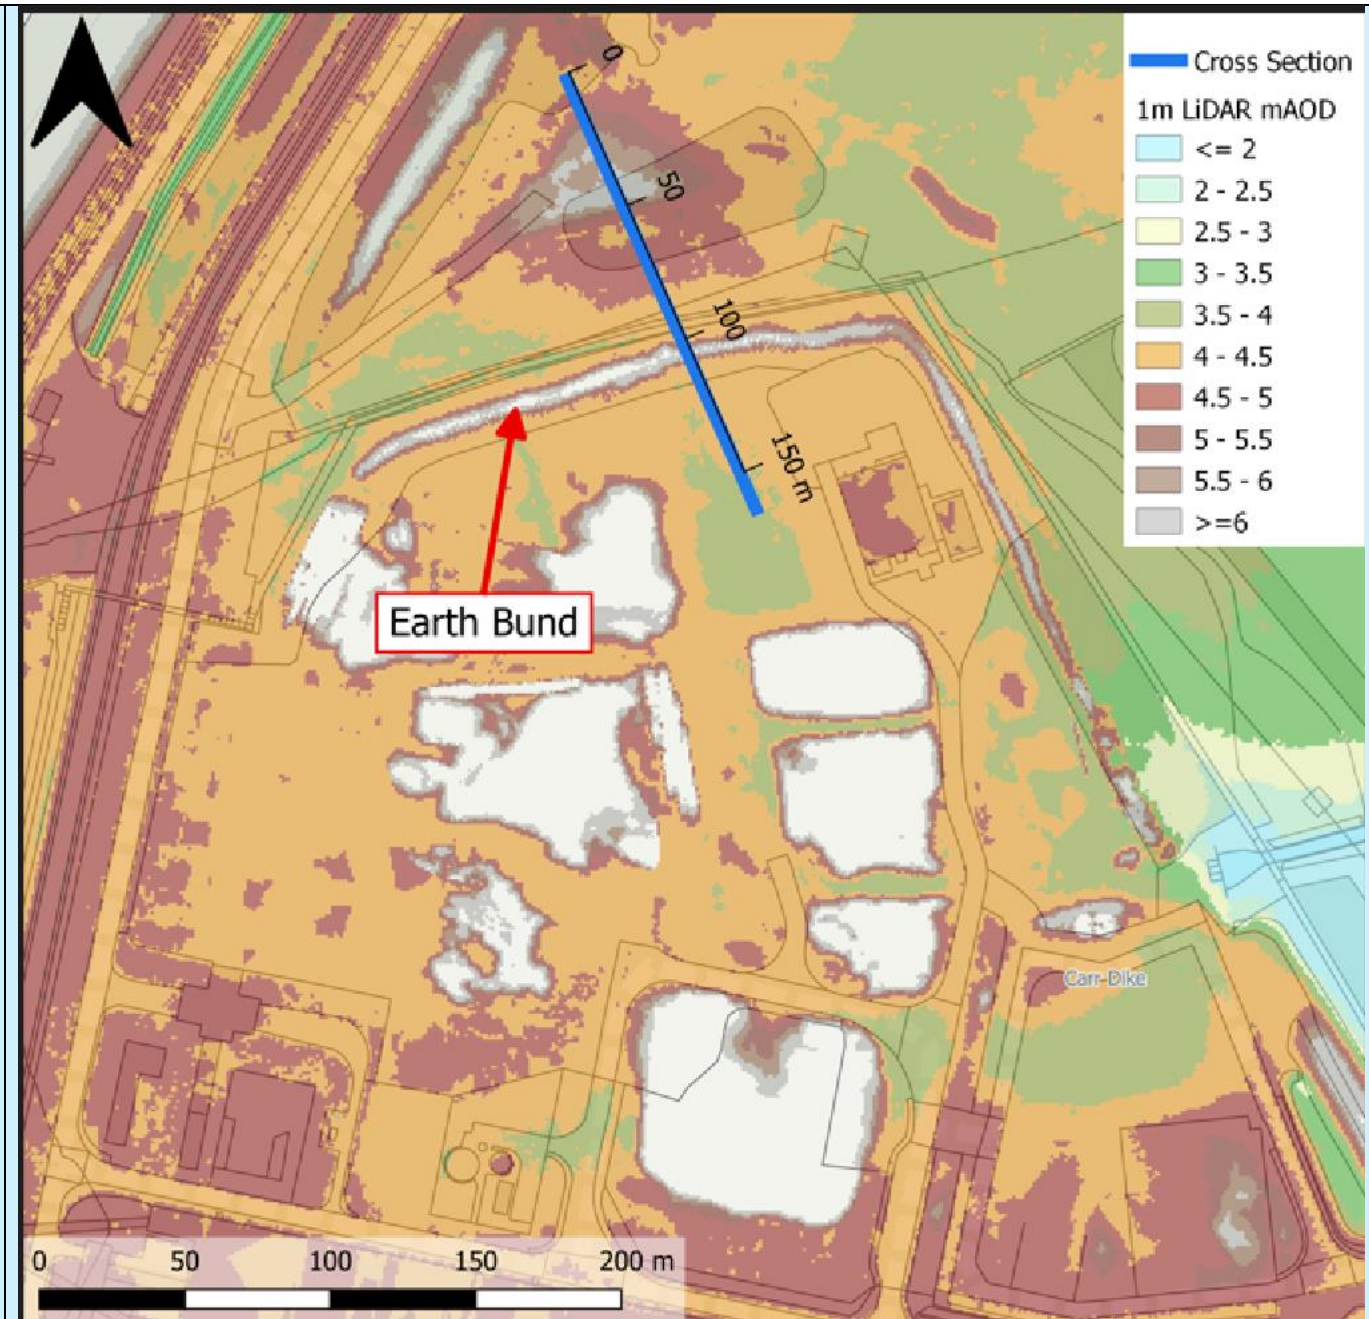 0
50
100
150 m
Cross Section
1m LiDAR mAOD
<= 2
2 - 2.5
2.5 - 3
3 - 3.5
3.5 - 4
4 - 4.5
4.5 - 5
5 - 5.5
5.5 - 6
>=6
Earth Bund
Carr Dike
0 50 100 150 200 m